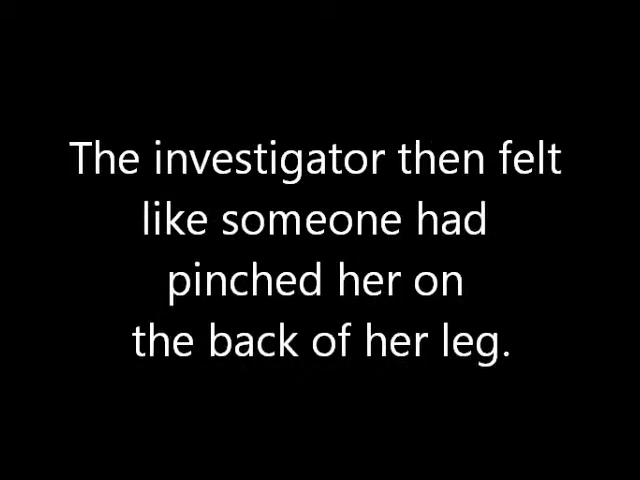 The investigator then felt
like someone had
pinched her on
the back of her leg.